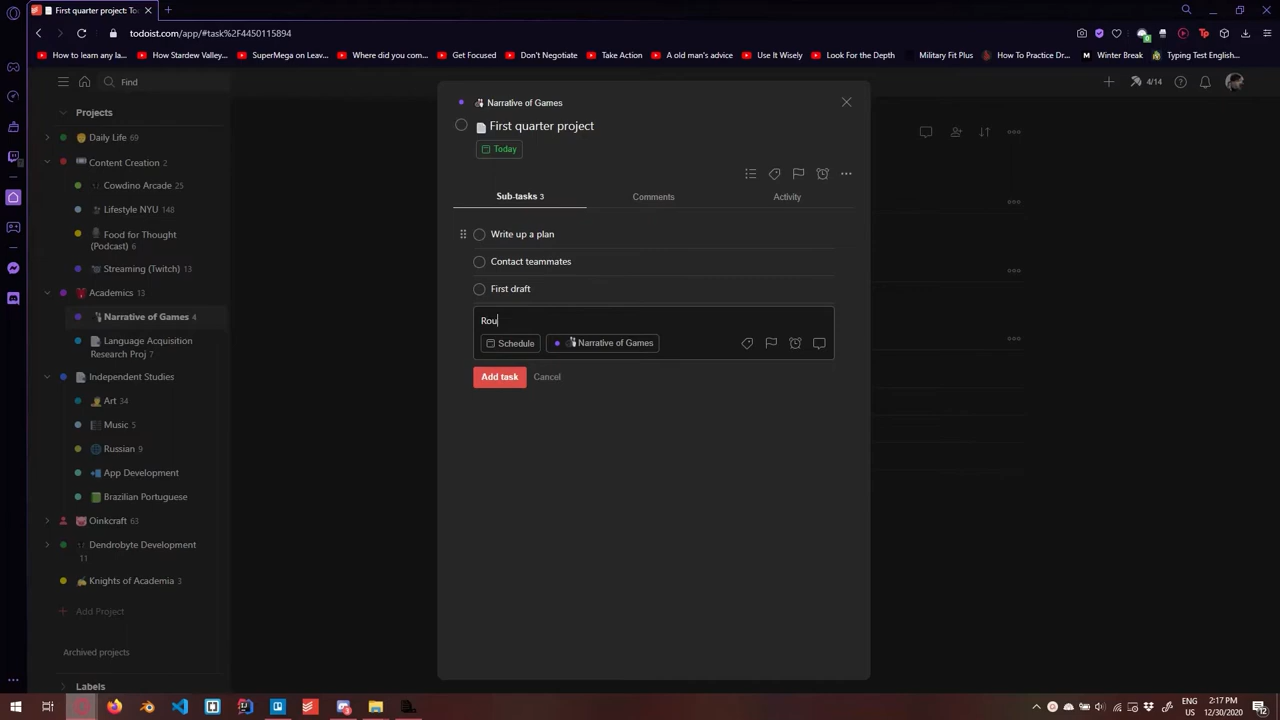 First quarter project: To
todoist.com/app/#task%2F4450115894
How to learn any la...
How Stardew Valley...
SuperMega on Leav...
Where did you com...
Get Focused
Don't Negotiate
Take Action
A old man's advice
Use It Wisely
Look For the Depth
Military Fit Plus
How To Practice Dr...
Winter Break
Typing Test English...
Find
4/14
Projects
Daily Life 69
Content Creation 2
Cowdino Arcade 25
Lifestyle NYU 148
Food for Thought
(Podcast) 6
Streaming (Twitch) 13
Academics 13
Narrative of Games 4
Language Acquisition
Research Proj 7
Independent Studies
Art 34
Music 5
Russian 9
App Development
Brazilian Portuguese
Oinkcraft 63
Dendrobyte Development
11
Knights of Academia 3
Add Project
Archived projects
Labels
Narrative of Games
First quarter project
Today
Sub-tasks 3
Comments
Activity
Write up a plan
Contact teammates
First draft
Rou
Schedule
Narrative of Games
Add task
Cancel
ENG
US
2:17 PM
12/30/2020
12